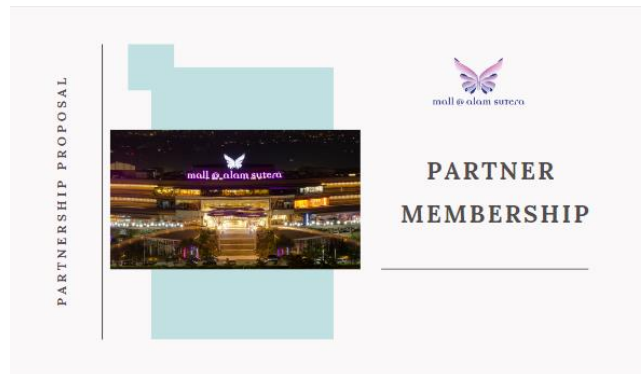 PARTNERSHIP PROPOSAL
mall @ alam sutera
mall @ alam sutera
PARTNER
MEMBERSHIP